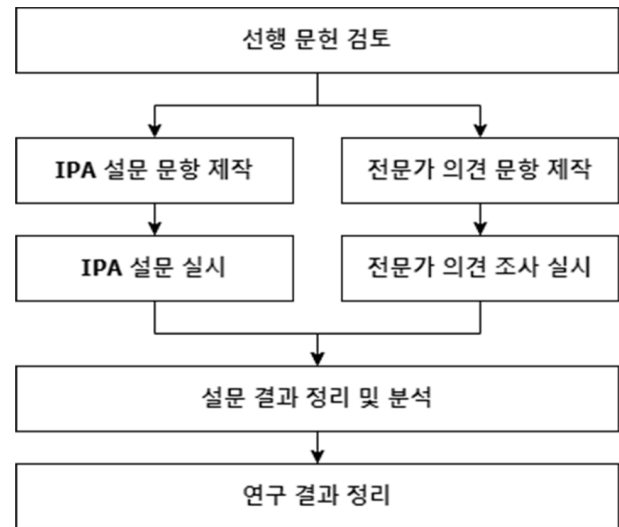 선행 문헌 검토
IPA 설문 문항 제작
전문가 의견 문항 제작
IPA 설문 실시
전문가 의견 조사 실시
설문 결과 정리 및 분석
연구 결과 정리